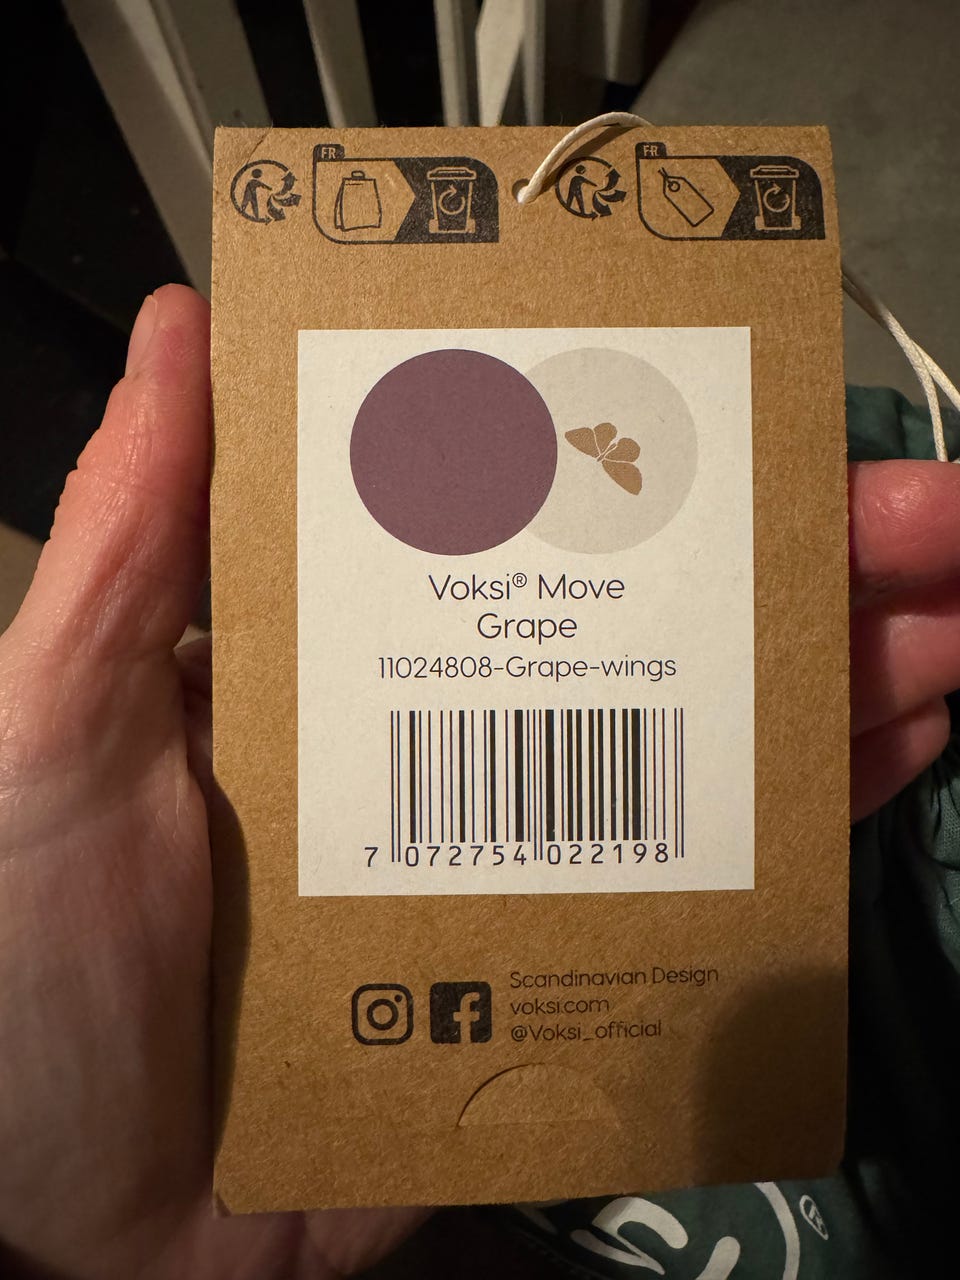 FR
FR
Voksi® Move
Grape
11024808-Grape-wings
7 072754 022198
Scandinavian Design
voksi.com
@Voksi_official
®